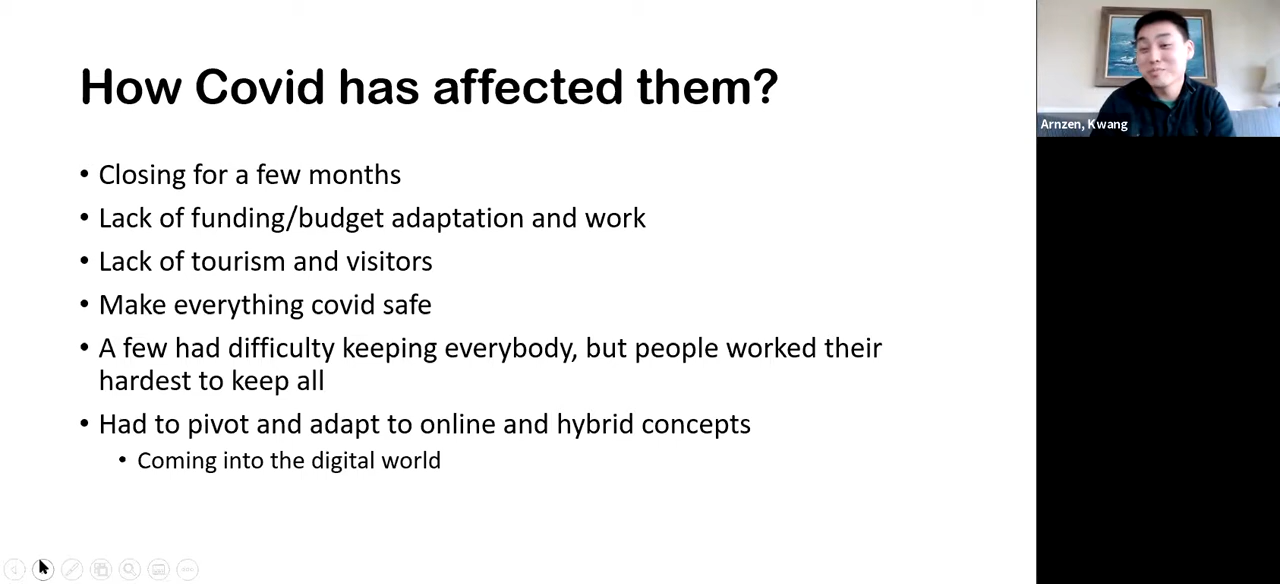 How Covid has affected them?
• Closing for a few months
• Lack of funding/budget adaptation and work
• Lack of tourism and visitors
• Make everything covid safe
• A few had difficulty keeping everybody, but people worked their
hardest to keep all
• Had to pivot and adapt to online and hybrid concepts
• Coming into the digital world
Arnzen, Kwang